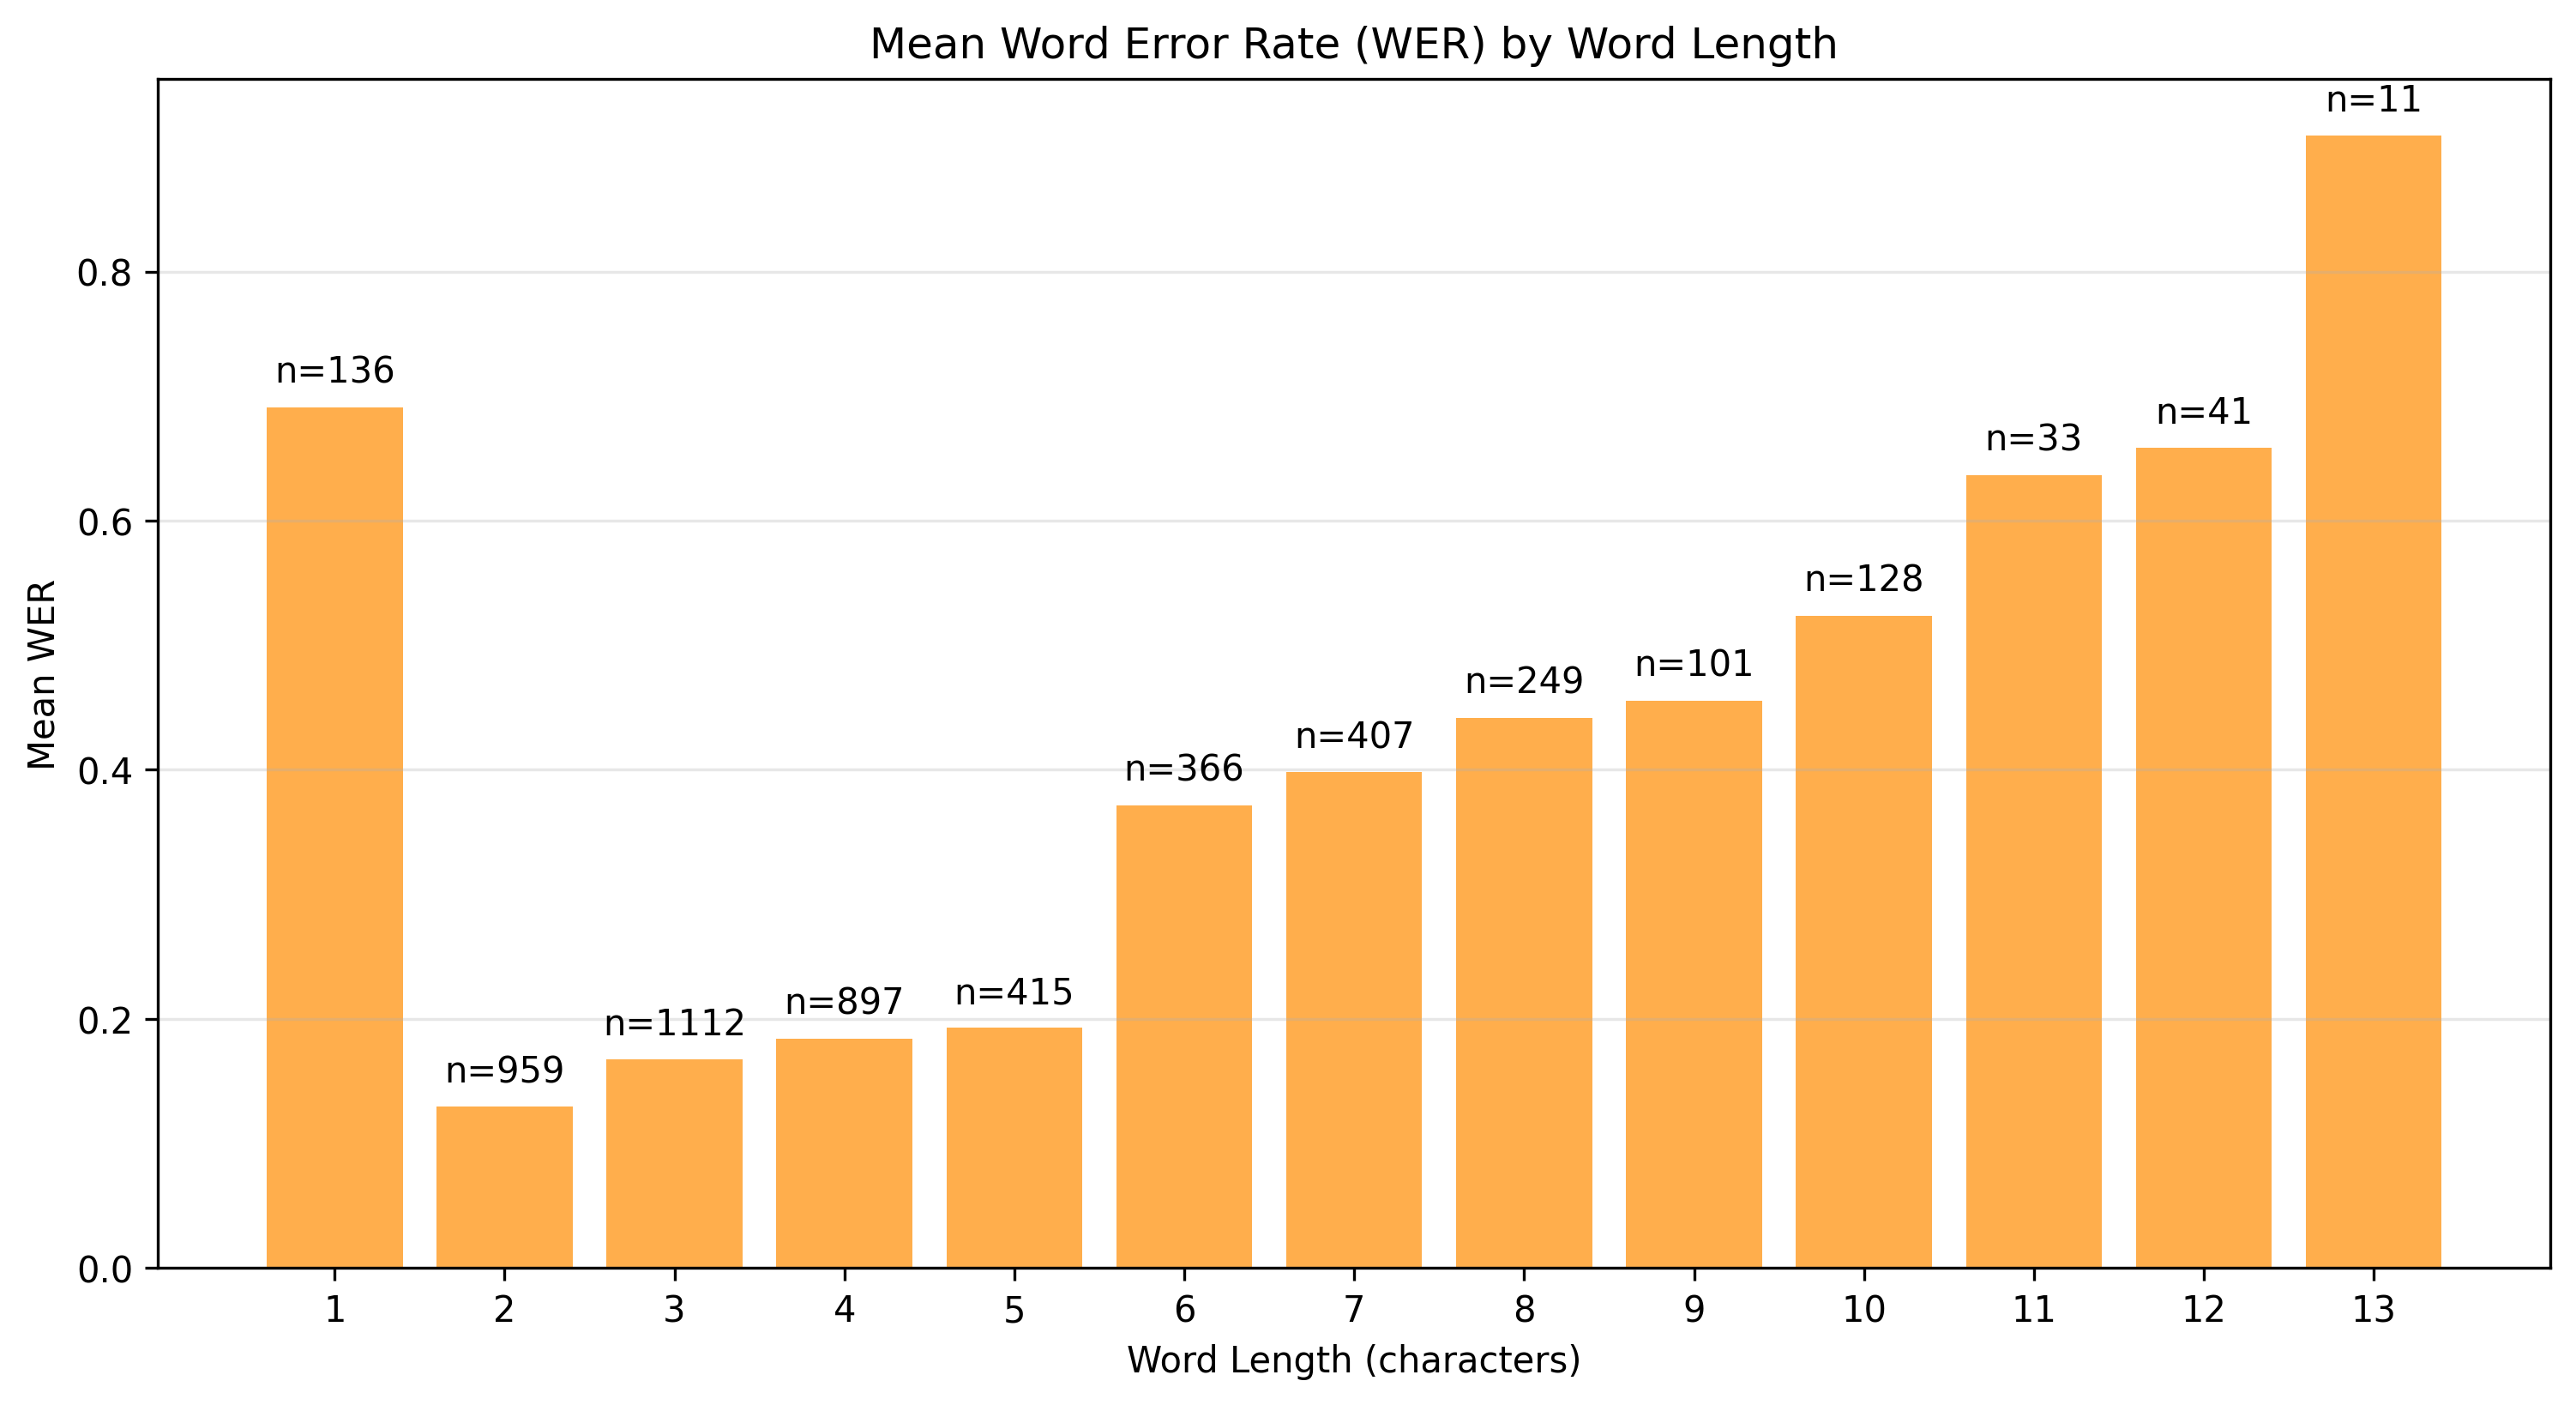 Mean Word Error Rate (WER) by Word Length
Mean WER
0.8
0.6
0.4
0.2
0.0
n=136
n=959
n=1112
n=897
n=415
n=366
n=407
n=249
n=101
n=128
n=33
n=41
n=11
1 2 3 4 5 6 7 8 9 10 11 12 13
Word Length (characters)